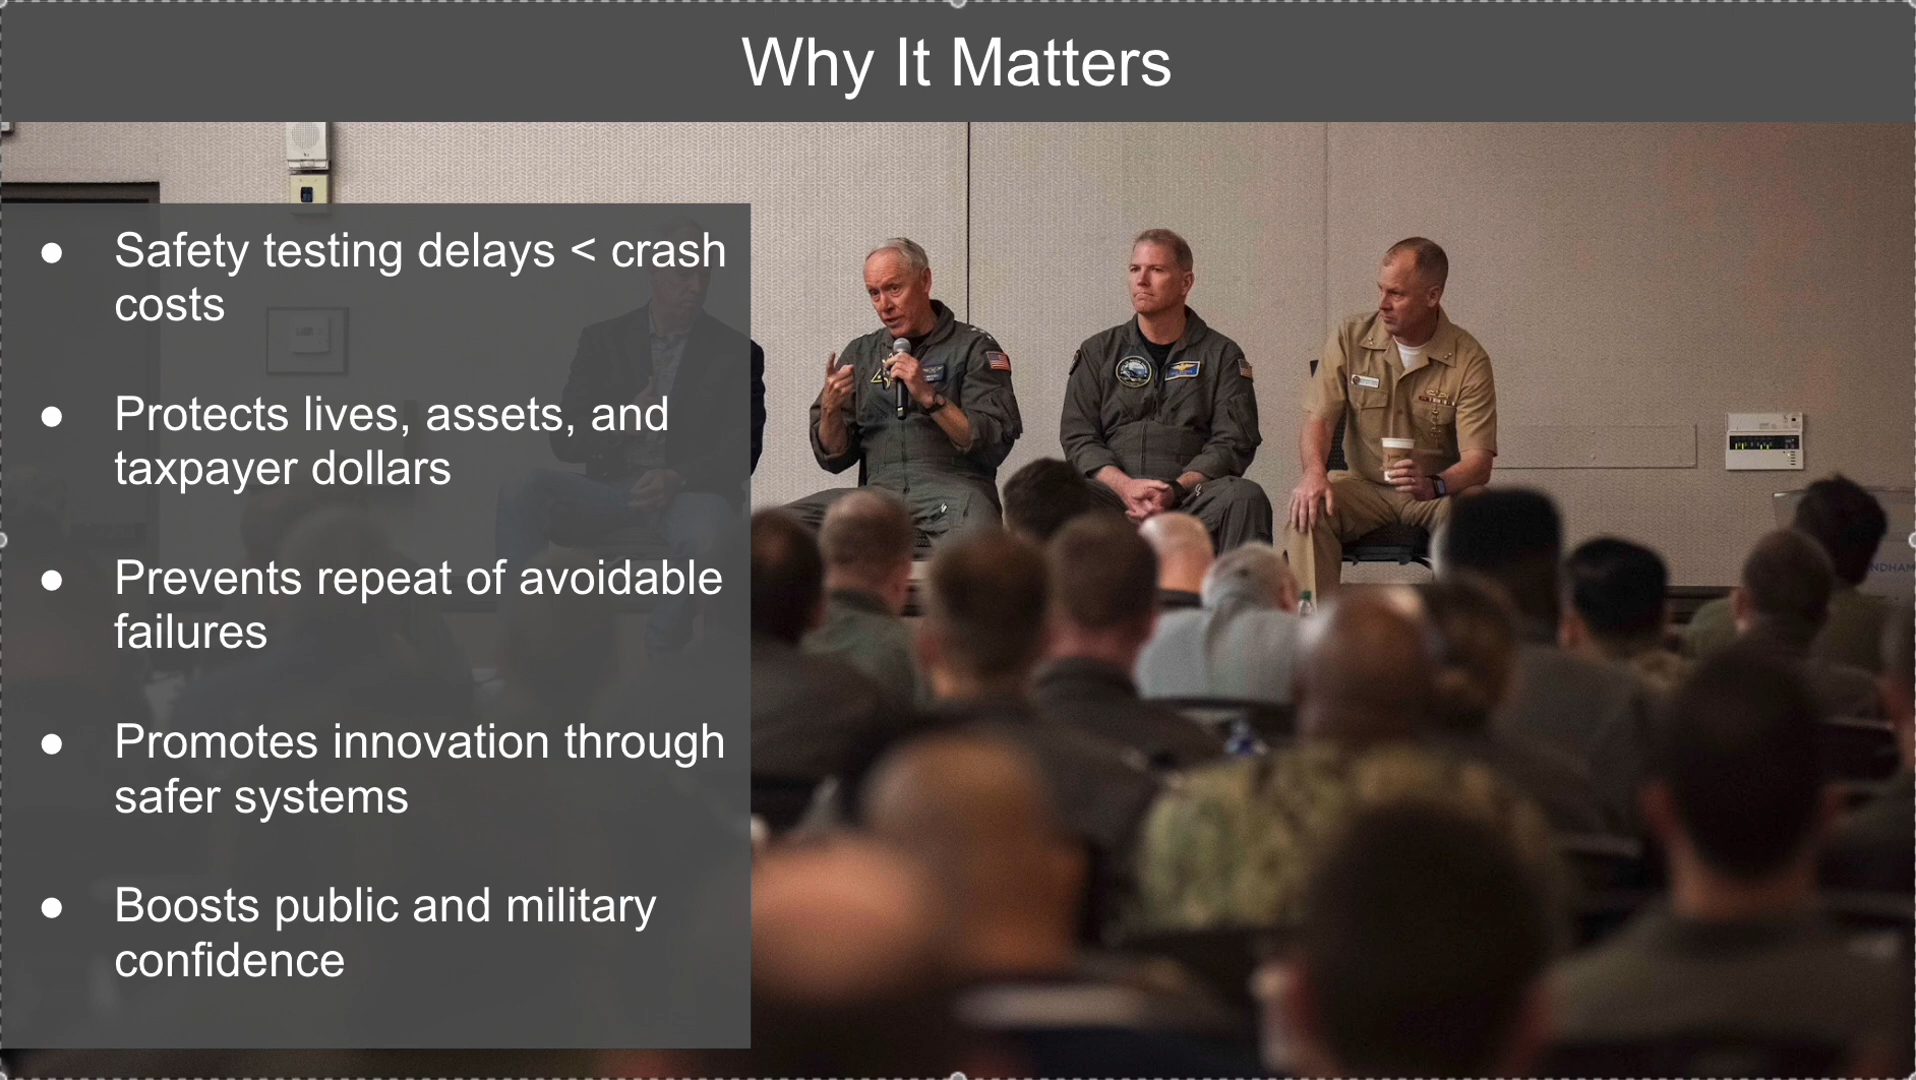 Why It Matters
● Safety testing delays < crash
costs
● Protects lives, assets, and
taxpayer dollars
● Prevents repeat of avoidable
failures
● Promotes innovation through
safer systems
● Boosts public and military
confidence
NDHAM